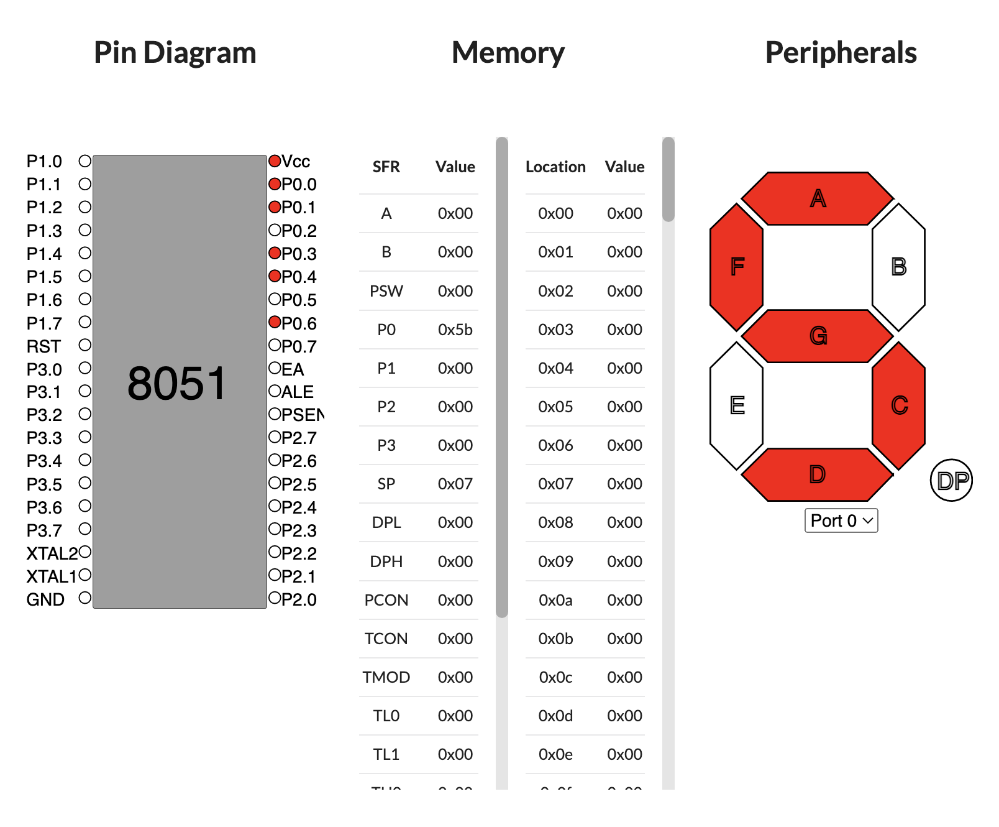 Pin Diagram
P1.0
P1.1
P1.2
P1.3
P1.4
P1.5
P1.6
P1.7
RST
P3.0
P3.1
P3.2
P3.3
P3.4
P3.5
P3.6
P3.7
XTAL2
XTAL1
GND
8051
Vcc
P0.0
P0.1
P0.2
P0.3
P0.4
P0.5
P0.6
P0.7
EA
ALE
PSEN
P2.7
P2.6
P2.5
P2.4
P2.3
P2.2
P2.1
P2.0
Memory
SFR Value
A 0x00
B 0x00
PSW 0x00
P0 0x5b
P1 0x00
P2 0x00
P3 0x00
SP 0x07
DPL 0x00
DPH 0x00
PCON 0x00
TCON 0x00
TMOD 0x00
TL0 0x00
TL1 0x00
Location Value
0x00 0x00
0x01 0x00
0x02 0x00
0x03 0x00
0x04 0x00
0x05 0x00
0x06 0x00
0x07 0x00
0x08 0x00
0x09 0x00
0x0a 0x00
0x0b 0x00
0x0c 0x00
0x0d 0x00
0x0e 0x00
Peripherals
A
F
B
G
E
C
D
DP
Port 0